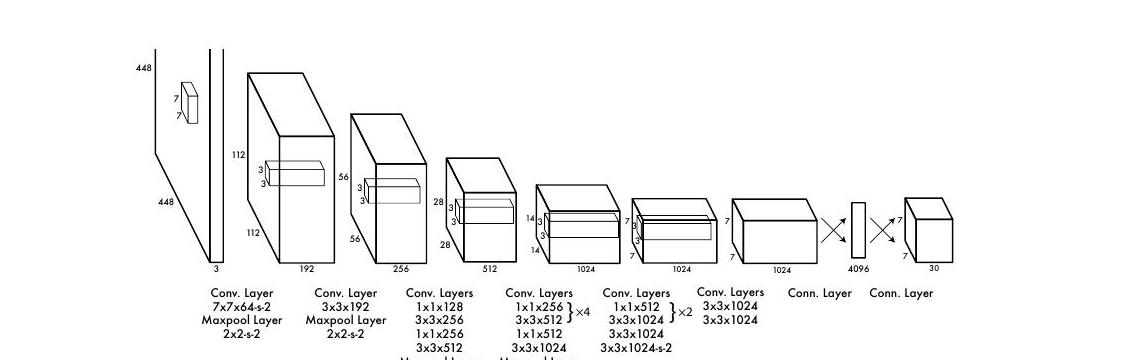 448
7
7
448
3
112
3
3
112
192
56
3
3
56
256
28
3
3
28
512
14
3
3
14
1024
7
3
3
7
1024
7
7
1024
4096
7
7
30
Conv. Layer
7x7x64-s-2
Maxpool Layer
2x2-s-2
Conv. Layer
3x3x192
Maxpool Layer
2x2-s-2
Conv. Layers
1x1x128
3x3x256
1x1x256
3x3x512
Conv. Layers
1x1x256
3x3x512
}×4
1x1x512
3x3x1024
Conv. Layers
1x1x512
3x3x1024
}×2
3x3x1024
3x3x1024-s-2
Conv. Layers
3x3x1024
3x3x1024
Conn. Layer
Conn. Layer